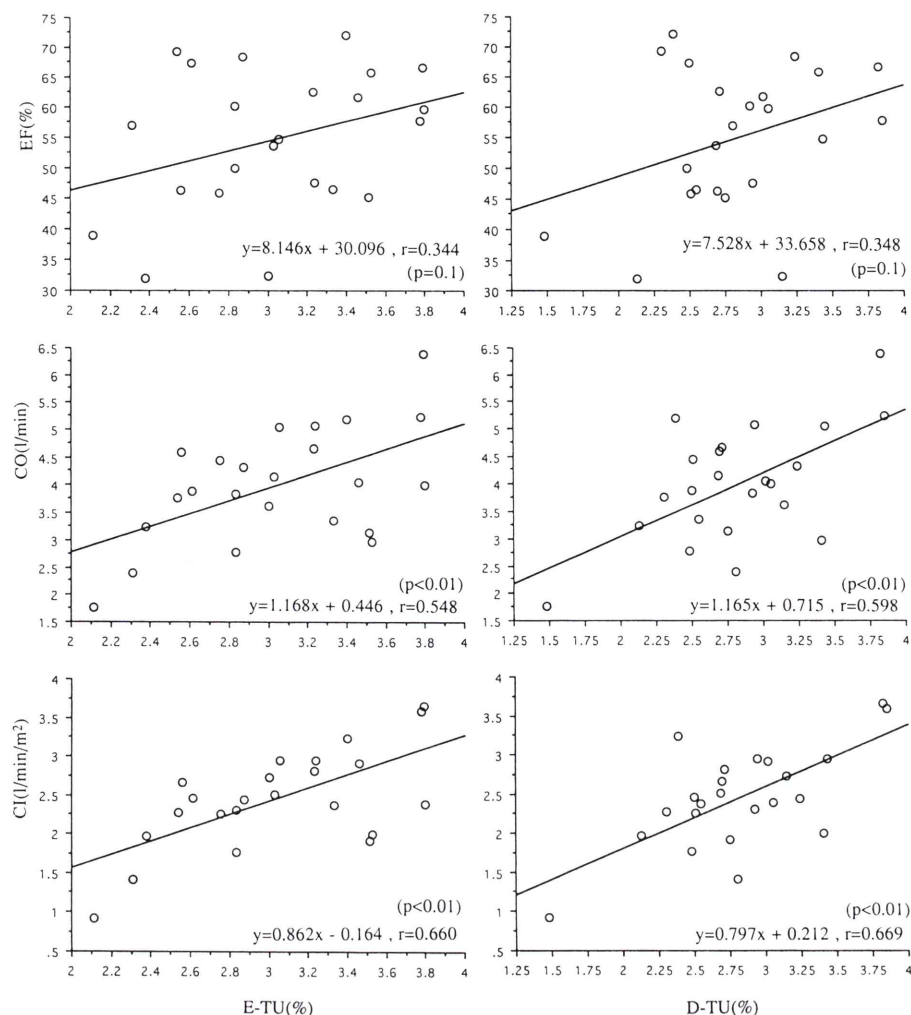 75
70
65
60
55
50
45
40
35
30
EF(%)
y=8.146x + 30.096 , r=0.344
(p=0.1)
2 2.2 2.4 2.6 2.8 3 3.2 3.4 3.6 3.8 4
75
70
65
60
55
50
45
40
35
30
y=7.528x + 33.658 , r=0.348
(p=0.1)
1.25 1.5 1.75 2 2.25 2.5 2.75 3 3.25 3.5 3.75 4
6.5
6
5.5
5
4.5
4
3.5
3
2.5
2
1.5
CO(l/min)
(p<0.01)
y=1.168x + 0.446 , r=0.548
2 2.2 2.4 2.6 2.8 3 3.2 3.4 3.6 3.8 4
6.5
6
5.5
5
4.5
4
3.5
3
2.5
2
1.5
(p<0.01)
y=1.165x + 0.715 , r=0.598
1.25 1.5 1.75 2 2.25 2.5 2.75 3 3.25 3.5 3.75 4
4
3.5
3
2.5
2
1.5
1
.5
CI(l/min/m²)
(p<0.01)
y=0.862x - 0.164 , r=0.660
2 2.2 2.4 2.6 2.8 3 3.2 3.4 3.6 3.8 4
E-TU(%)
4
3.5
3
2.5
2
1.5
1
.5
(p<0.01)
y=0.797x + 0.212 , r=0.669
1.25 1.5 1.75 2 2.25 2.5 2.75 3 3.25 3.5 3.75 4
D-TU(%)